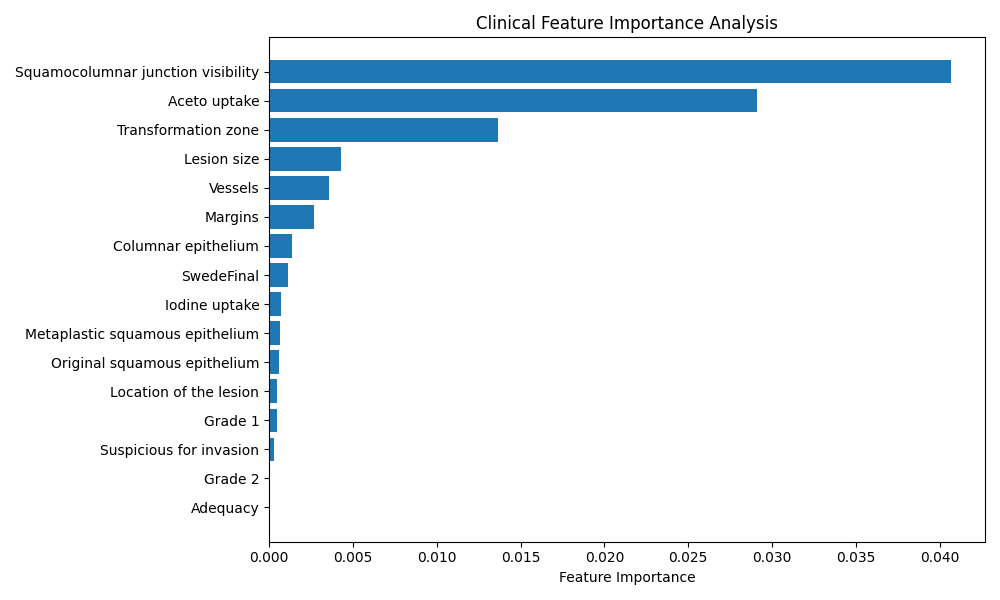 Clinical Feature Importance Analysis
Squamocolumnar junction visibility
Aceto uptake
Transformation zone
Lesion size
Vessels
Margins
Columnar epithelium
SwedeFinal
Iodine uptake
Metaplastic squamous epithelium
Original squamous epithelium
Location of the lesion
Grade 1
Suspicious for invasion
Grade 2
Adequacy
0.000 0.005 0.010 0.015 0.020 0.025 0.030 0.035 0.040
Feature Importance